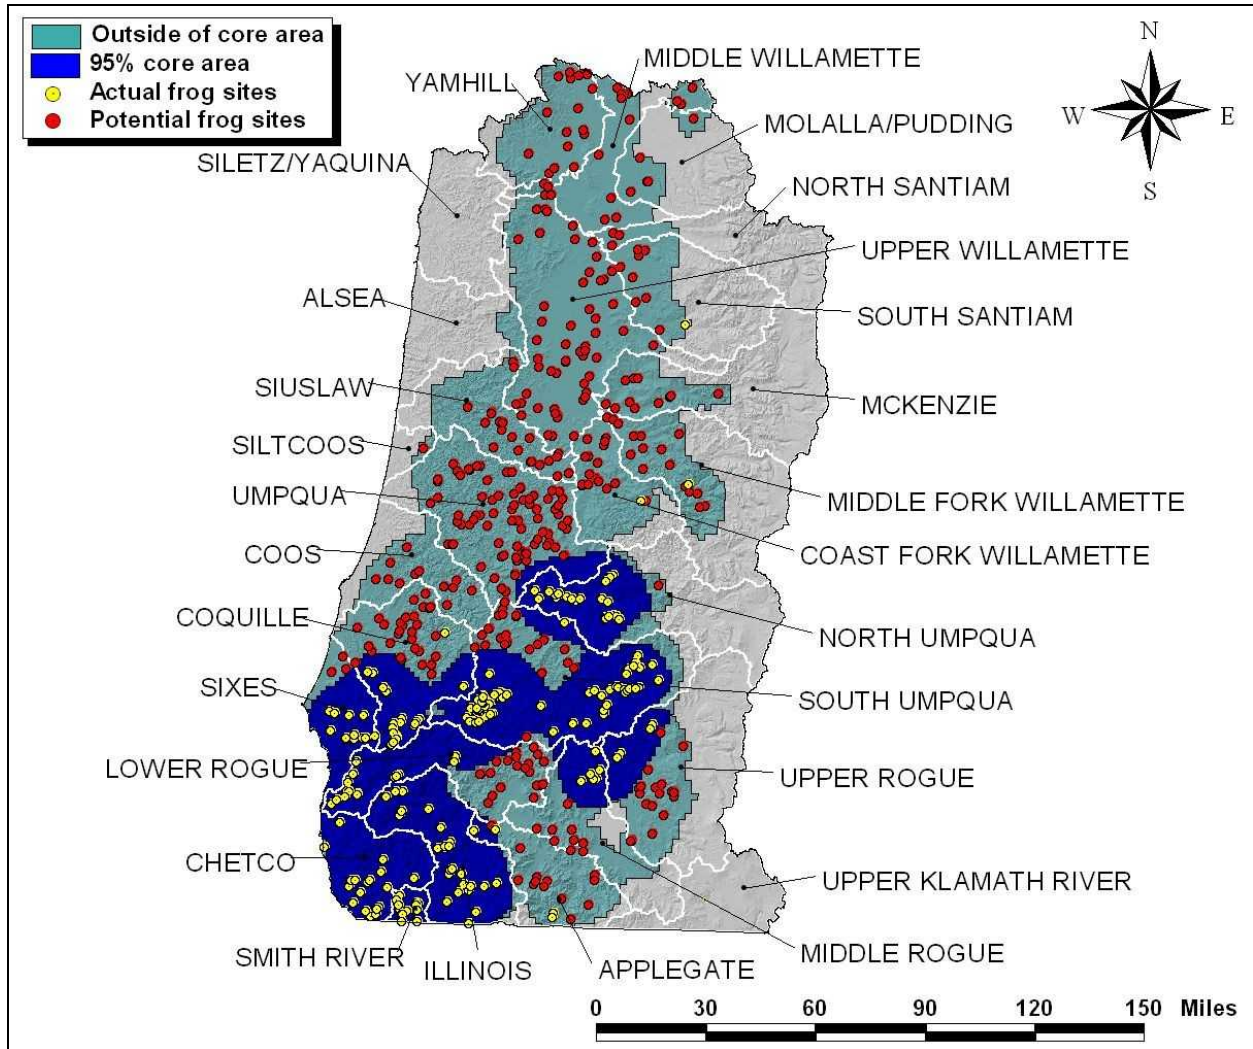 Outside of core area
95% core area
Actual frog sites
Potential frog sites
N
W
E
S
MIDDLE WILLAMETTE
YAMHILL
MOLALLA/PUDDING
SILETZ/YAQUINA
NORTH SANTIAM
UPPER WILLAMETTE
ALSEA
SOUTH SANTIAM
SIUSLAW
MCKENZIE
SILTCOOS
UMPQUA
MIDDLE FORK WILLAMETTE
COOS
COAST FORK WILLAMETTE
COQUILLE
NORTH UMPQUA
SIXES
SOUTH UMPQUA
LOWER ROGUE
UPPER ROGUE
CHETCO
UPPER KLAMATH RIVER
SMITH RIVER
ILLINOIS
APPLEGATE
MIDDLE ROGUE
0 30 60 90 120 150 Miles